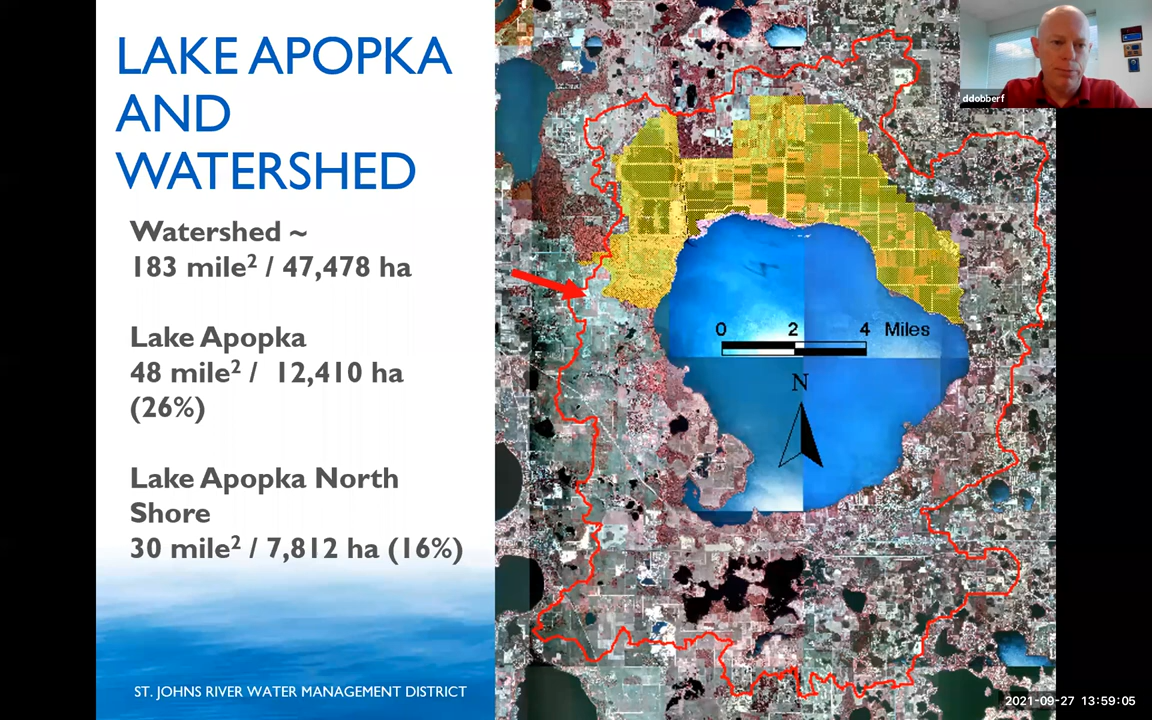 LAKE APOPKA
AND
WATERSHED
Watershed ~
183 mile² / 47,478 ha
Lake Apopka
48 mile² / 12,410 ha
(26%)
Lake Apopka North
Shore
30 mile² / 7,812 ha (16%)
ST. JOHNS RIVER WATER MANAGEMENT DISTRICT
0 2 4 Miles
N
ddobberf
2021-09-27 13:59:05